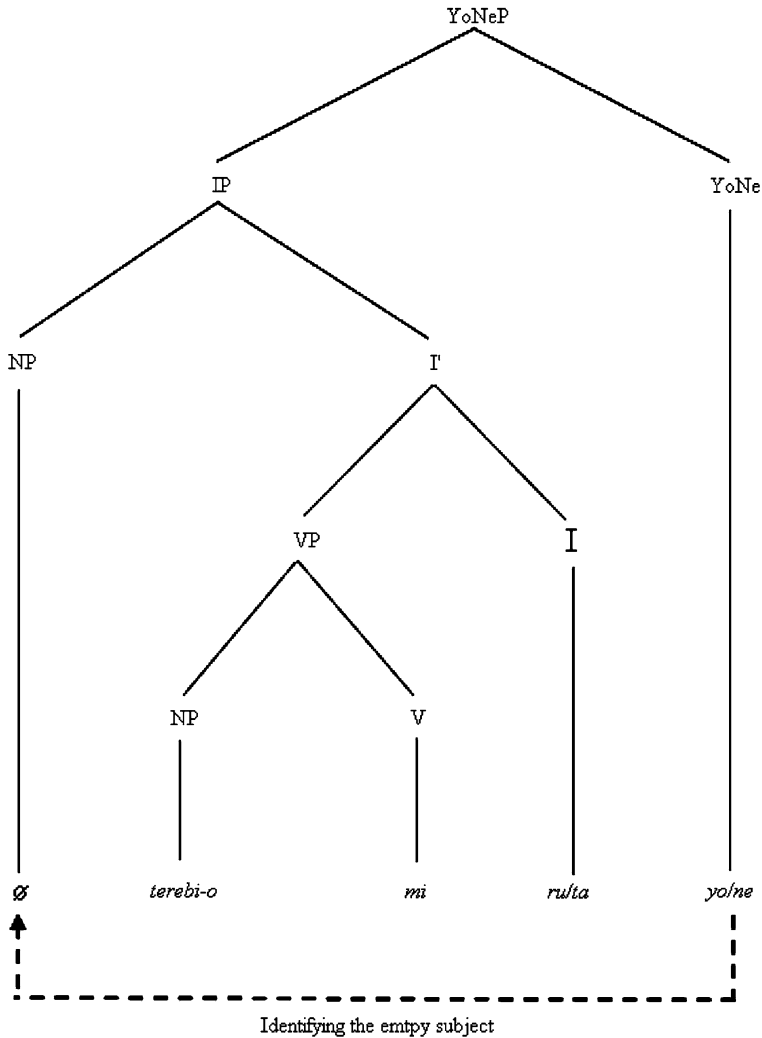 YoNeP
IP YoNe
NP I'
VP I
NP V
ø terebi-o mi ru/ta yo/ne
Identifying the emtpy subject